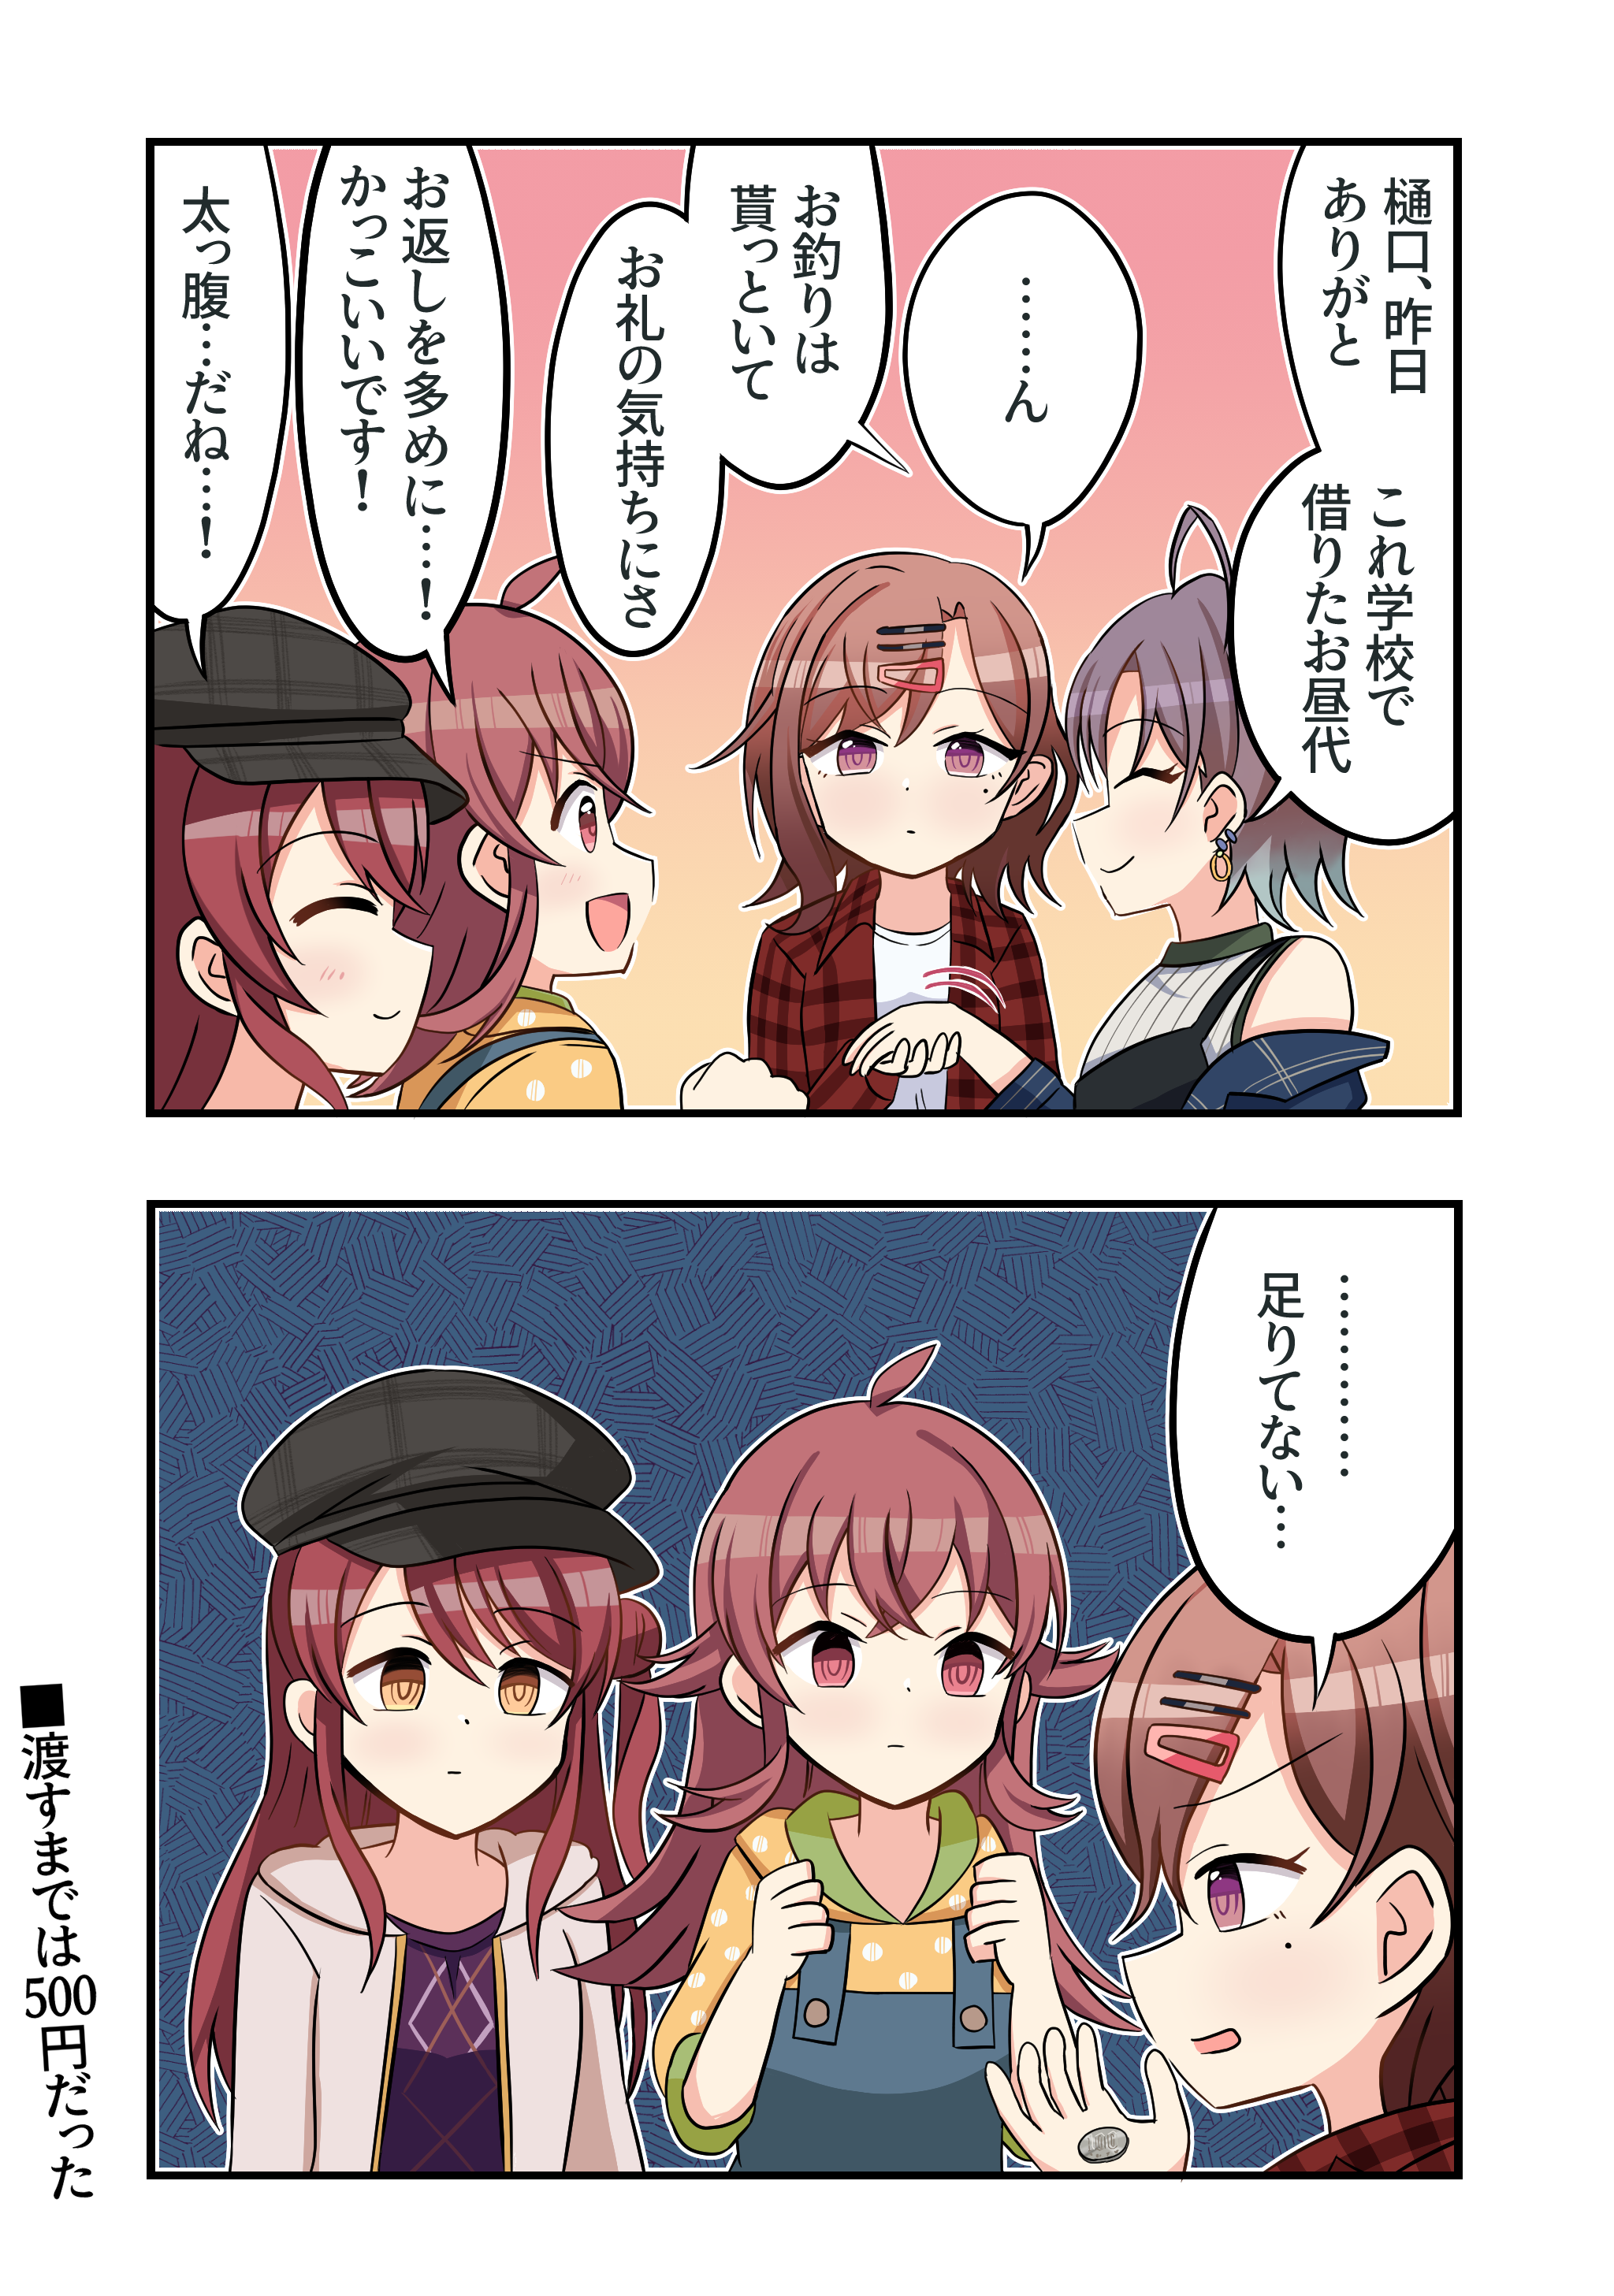 樋口、昨日
ありがと
これ学校で
借りたお昼代
………ん
お釣りは
貰っといて
お礼の気持ちにさ
お返しを多めに……！
かっこいいです！
太っ腹…だね……！
…………
足りてない…
■渡すまでは500円だった